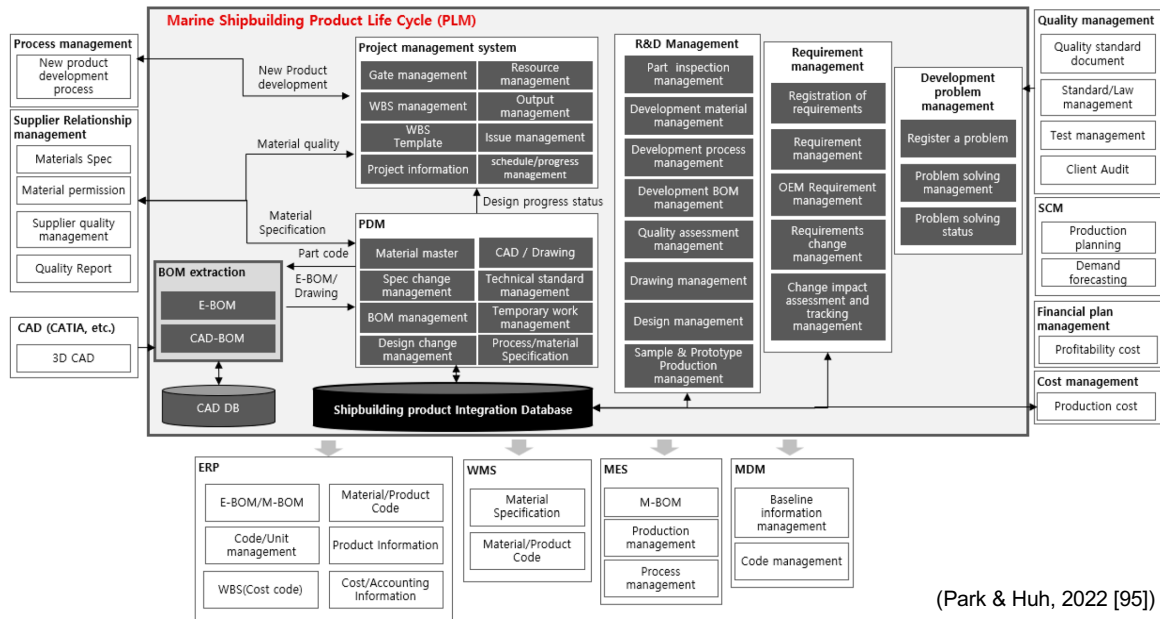 Marine Shipbuilding Product Life Cycle (PLM)
Process management
New product
development
process
Supplier Relationship
management
Materials Spec
Material permission
Supplier quality
management
Quality Report
CAD (CATIA, etc.)
3D CAD
New Product
development
Material quality
Material
Specification
Part code
E-BOM/
Drawing
BOM extraction
E-BOM
CAD-BOM
CAD DB
Project management system
Gate management
Resource
management
WBS management
Output
management
WBS
Template
Issue management
Project information
schedule/progress
management
Design progress status
PDM
Material master
CAD / Drawing
Spec change
management
Technical standard
management
BOM management
Temporary work
management
Design change
management
Process/material
Specification
Shipbuilding product Integration Database
R&D Management
Part inspection
management
Development material
management
Development process
management
Development BOM
management
Quality assessment
management
Drawing management
Design management
Sample & Prototype
Production
management
Requirement
management
Registration of
requirements
Requirement
management
OEM Requirement
management
Requirements
change
management
Change impact
assessment and
tracking
management
Development
problem
management
Register a problem
Problem solving
management
Problem solving
status
Quality management
Quality standard
document
Standard/Law
management
Test management
Client Audit
SCM
Production
planning
Demand
forecasting
Financial plan
management
Profitability cost
Cost management
Production cost
ERP
E-BOM/M-BOM
Material/Product
Code
Code/Unit
management
Product Information
WBS(Cost code)
Cost/Accounting
Information
WMS
Material
Specification
Material/Product
Code
MES
M-BOM
Production
management
Process
management
MDM
Baseline
information
management
Code management
(Park & Huh, 2022 [95])